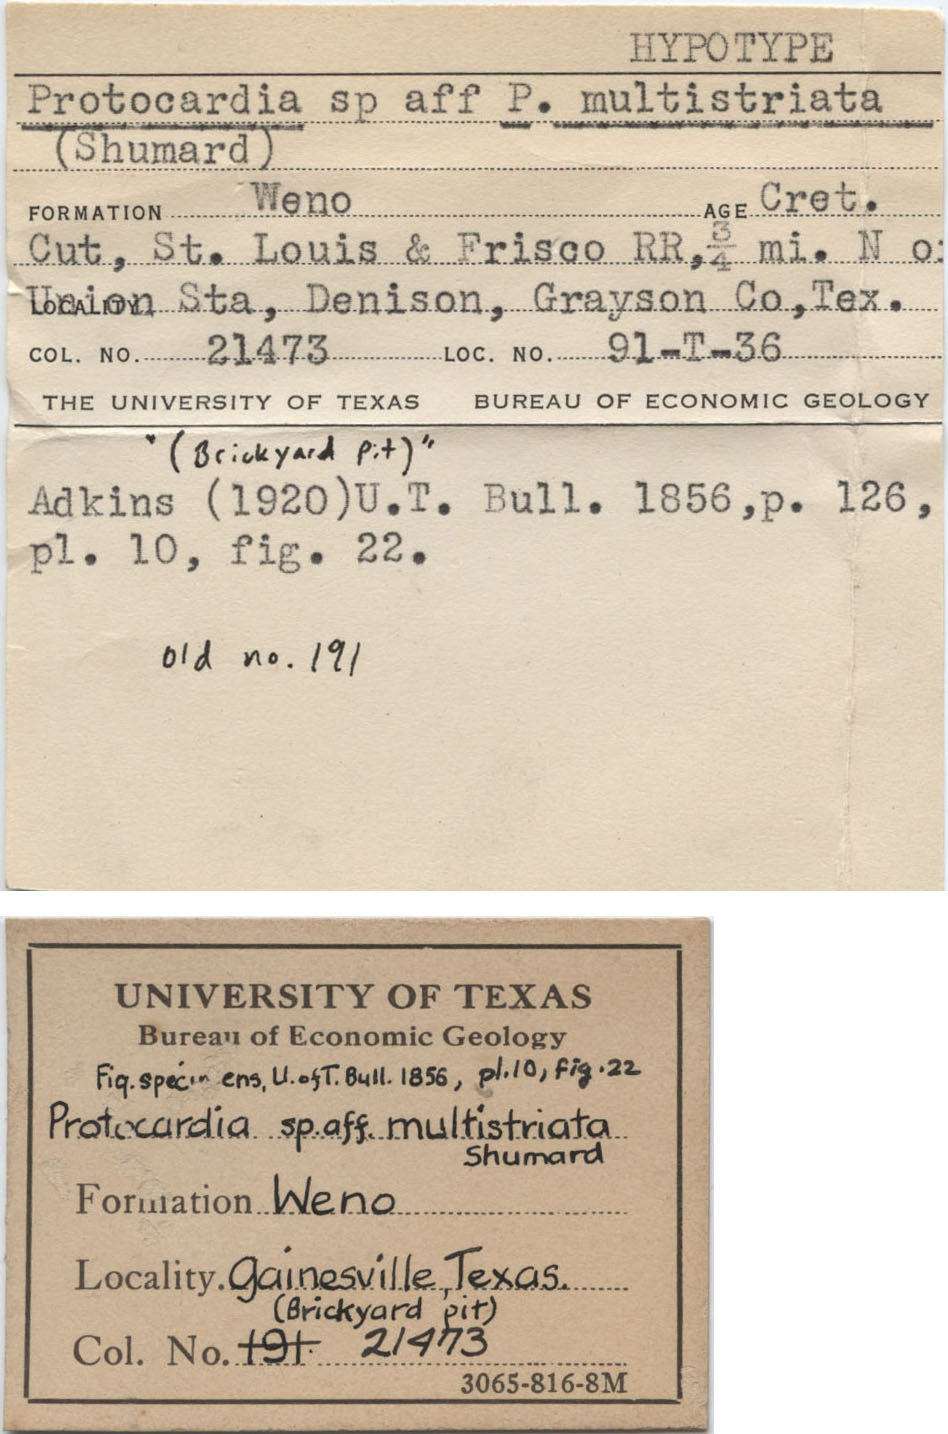 HYPOTYPE
Protocardia sp aff P. multistriata
(Shumard)
FORMATION Weno AGE Cret.
Cut, St. Louis & Frisco RR, 3/4 mi. N o
LOCALITY Union Sta, Denison, Grayson Co,Tex.
COL. NO. 21473 LOC. NO. 91-T-36
THE UNIVERSITY OF TEXAS BUREAU OF ECONOMIC GEOLOGY
"(Brickyard pit)"
Adkins (1920)U.T. Bull. 1856,p. 126,
pl. 10, fig. 22.
old no. 191
UNIVERSITY OF TEXAS
Bureau of Economic Geology
Fig. specimens, U. of T. Bull. 1856, pl. 10, fig. 22
Protocardia sp. aff. multistriata
Shumard
Formation Weno
Locality. Gainesville, Texas.
(Brickyard pit)
Col. No. 191 21473
3065-816-8M